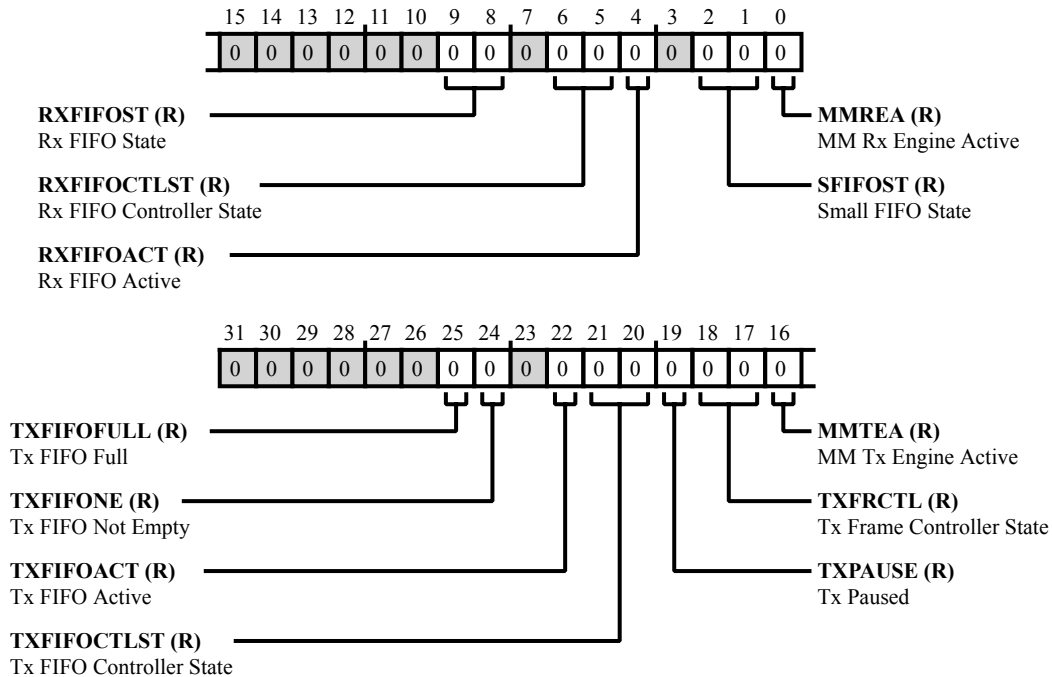 15 14 13 12 11 10 9 8 7 6 5 4 3 2 1 0
0 0 0 0 0 0 0 0 0 0 0 0 0 0 0 0
RXFIFOST (R)
Rx FIFO State
MMREA (R)
MM Rx Engine Active
RXFIFOCTLST (R)
Rx FIFO Controller State
SFIFOST (R)
Small FIFO State
RXFIFOACT (R)
Rx FIFO Active
31 30 29 28 27 26 25 24 23 22 21 20 19 18 17 16
0 0 0 0 0 0 0 0 0 0 0 0 0 0 0 0
TXFIFOFULL (R)
Tx FIFO Full
MMTEA (R)
MM Tx Engine Active
TXFIFONE (R)
Tx FIFO Not Empty
TXFRCTL (R)
Tx Frame Controller State
TXFIFOACT (R)
Tx FIFO Active
TXPAUSE (R)
Tx Paused
TXFIFOCTLST (R)
Tx FIFO Controller State